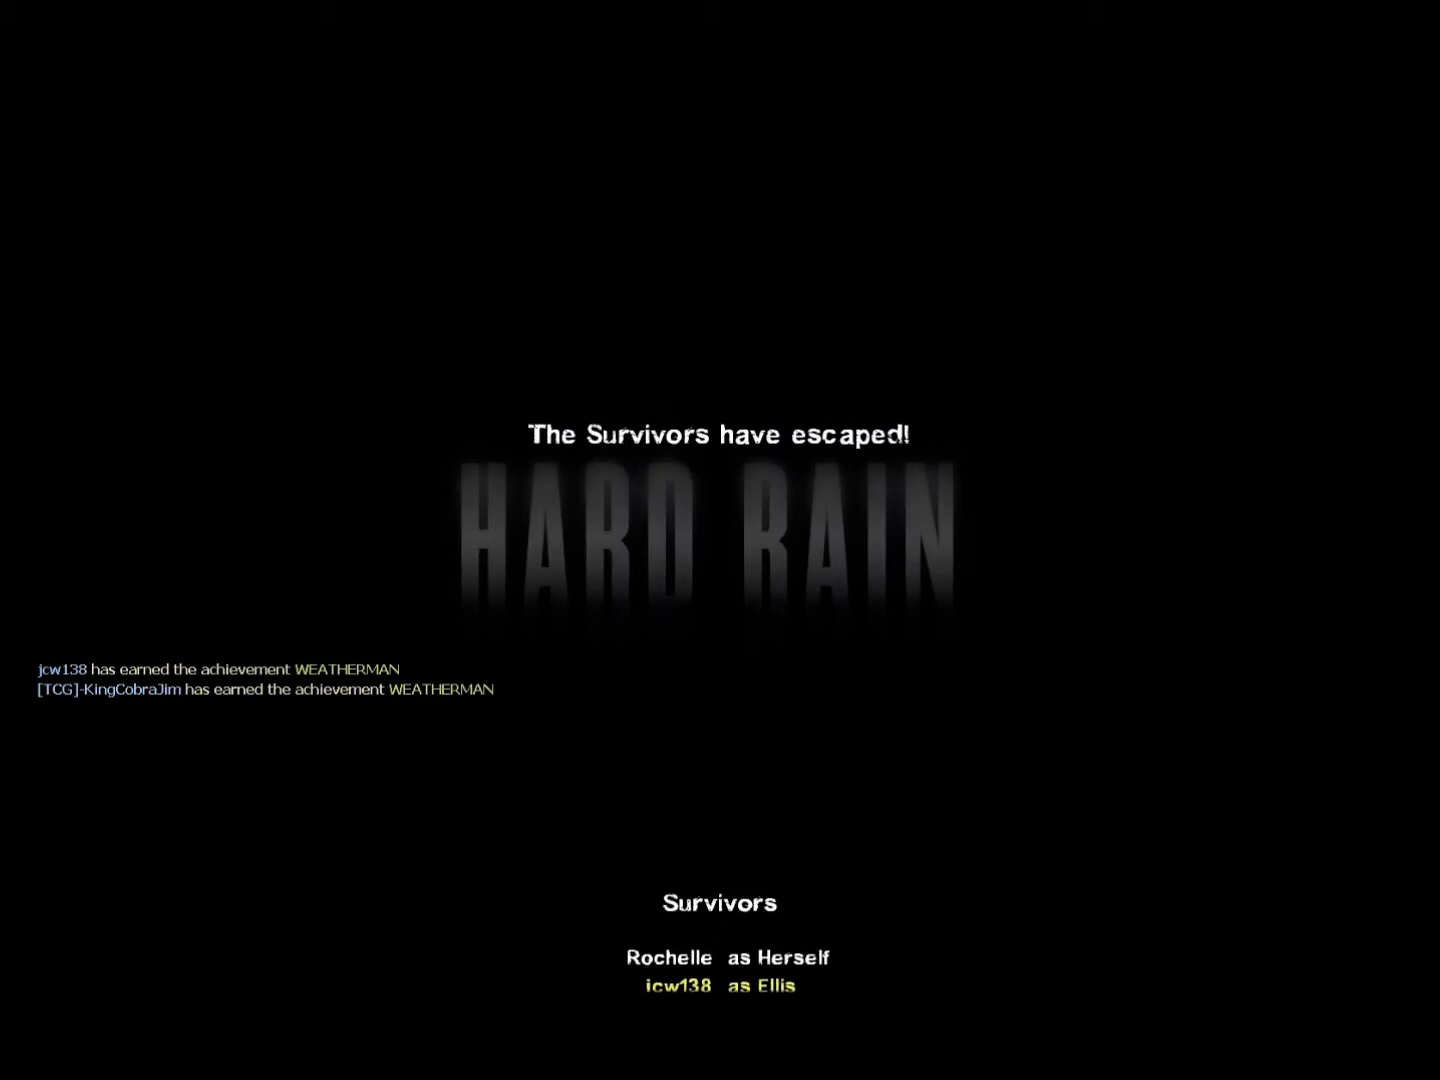 The Survivors have escaped!
HARD RAIN
jcw138 has earned the achievement WEATHERMAN
[TCG]-KingCobraJim has earned the achievement WEATHERMAN
Survivors
Rochelle as Herself
jcw138 as Ellis